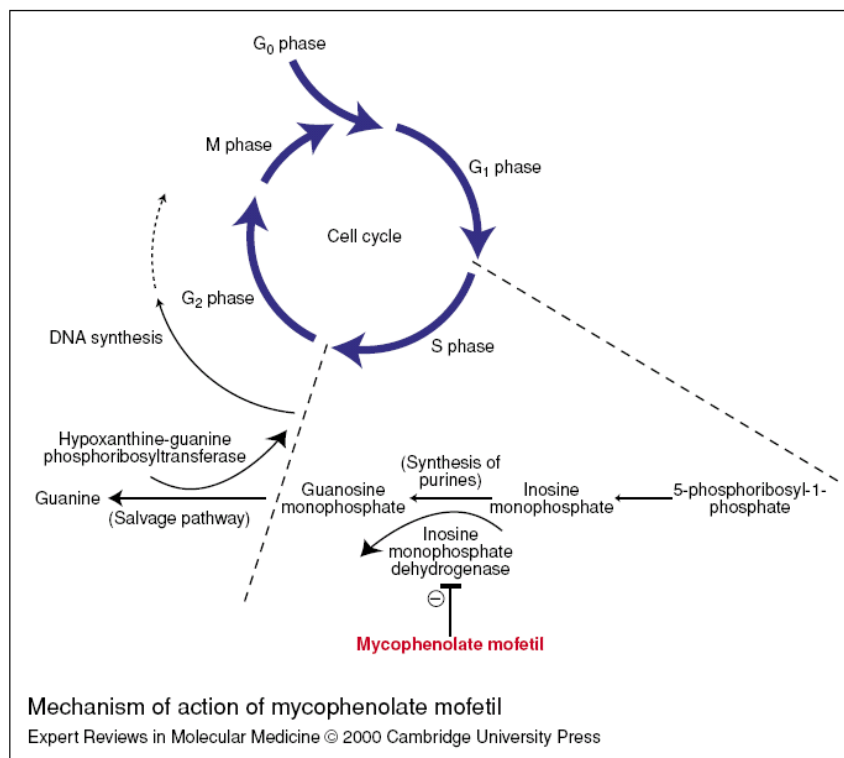 G0 phase
M phase
G1 phase
Cell cycle
G2 phase
S phase
DNA synthesis
Hypoxanthine-guanine
phosphoribosyltransferase
Guanine
(Salvage pathway)
Guanosine
monophosphate
(Synthesis of
purines)
Inosine
monophosphate
5-phosphoribosyl-1-
phosphate
Inosine
monophosphate
dehydrogenase
⊖
Mycophenolate mofetil
Mechanism of action of mycophenolate mofetil
Expert Reviews in Molecular Medicine © 2000 Cambridge University Press